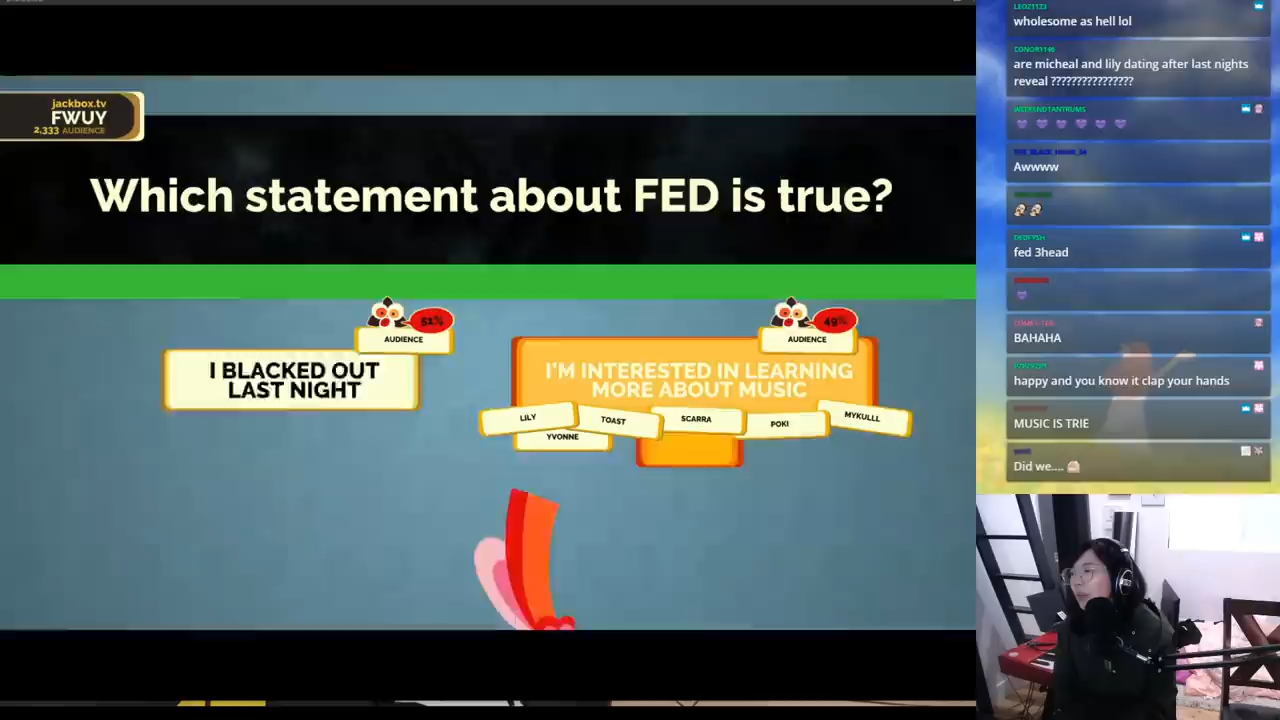 jackbox.tv
FWUY
2,333 AUDIENCE
Which statement about FED is true?
51%
AUDIENCE
I BLACKED OUT
LAST NIGHT
49%
AUDIENCE
I'M INTERESTED IN LEARNING
MORE ABOUT MUSIC
LILY
TOAST
SCARRA
POKI
MYKULLL
YVONNE
wholesome as hell lol
CONOR1146
are micheal and lily dating after last nights
reveal ????????????????
WEEKENDTANTRUMS
Awwww
fed 3head
BAHAHA
happy and you know it clap your hands
MUSIC IS TRIE
Did we....